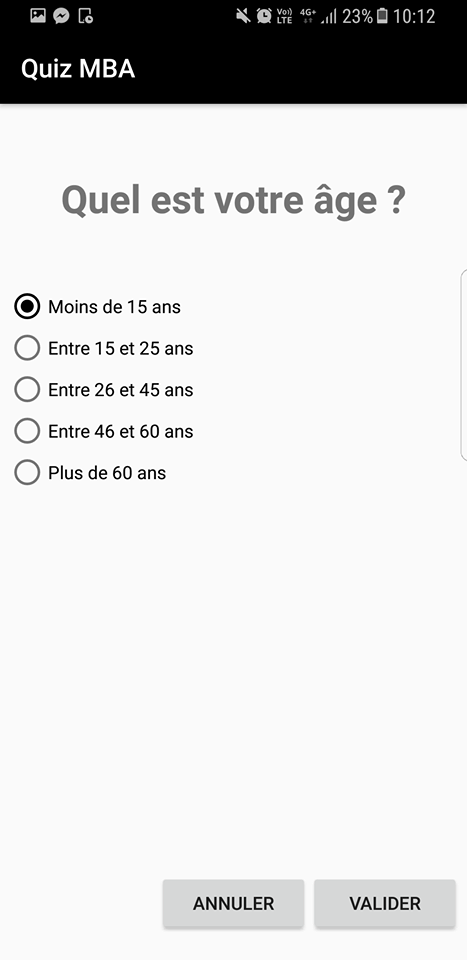 Vo) LTE 4G+ 23% 10:12
Quiz MBA
Quel est votre âge ?
Moins de 15 ans
Entre 15 et 25 ans
Entre 26 et 45 ans
Entre 46 et 60 ans
Plus de 60 ans
ANNULER VALIDER